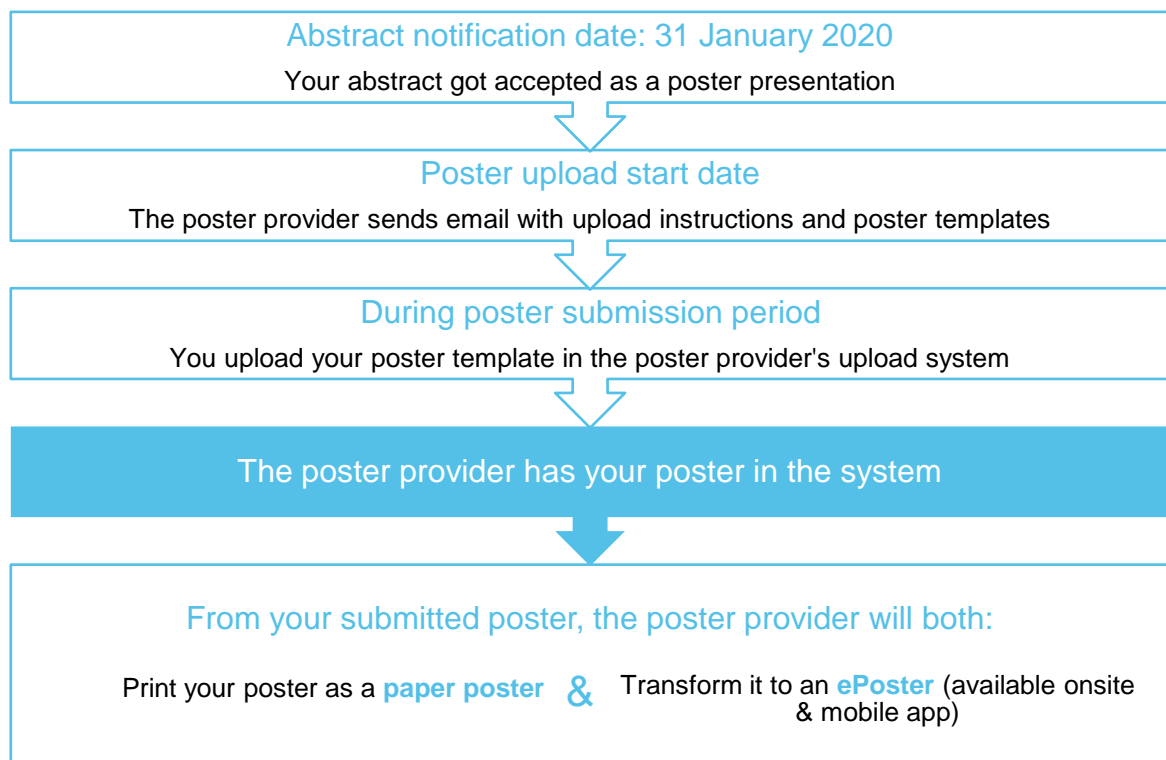 Abstract notification date: 31 January 2020
Your abstract got accepted as a poster presentation
Poster upload start date
The poster provider sends email with upload instructions and poster templates
During poster submission period
You upload your poster template in the poster provider's upload system
The poster provider has your poster in the system
From your submitted poster, the poster provider will both:
Print your poster as a paper poster
&
Transform it to an ePoster (available onsite
& mobile app)